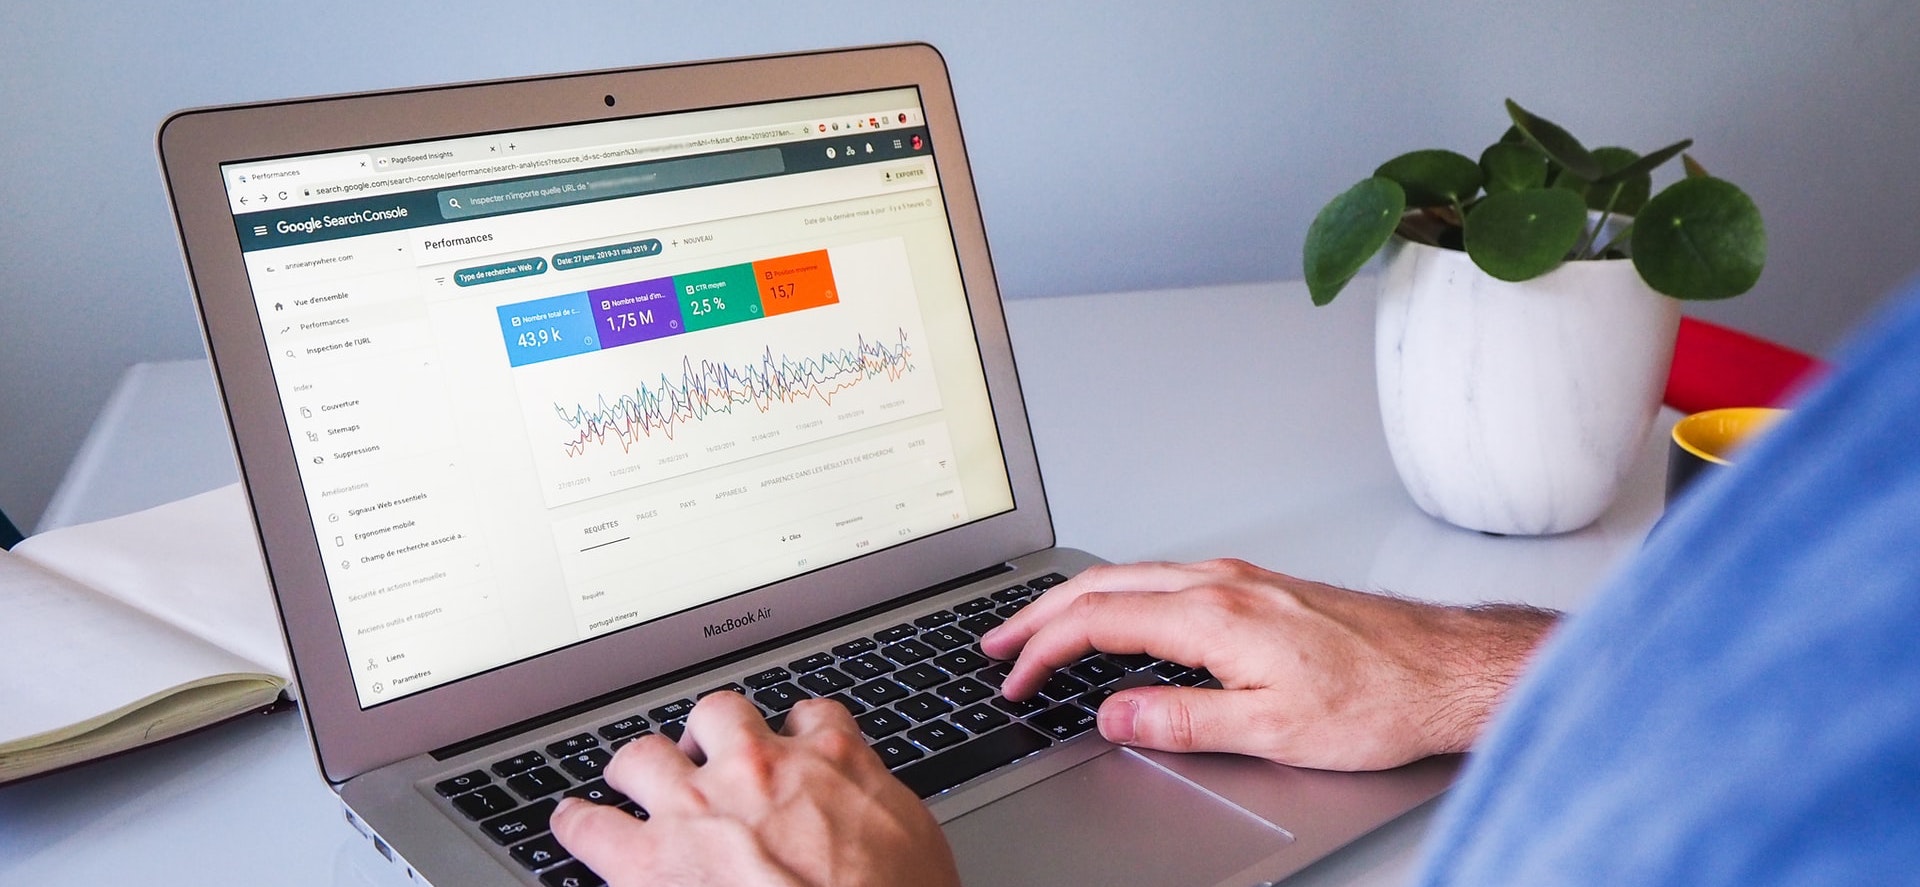 Performances
PageSpeed Insights
search.google.com/search-console/performance/search-analytics?resource_id=sc-domain%3A
Google Search Console
Inspecter n'importe quelle URL de "
EXPORTER
annieanywhere.com
Performances
Date de la dernière mise à jour : il y a 5 heures
Type de recherche: Web
Date: 27 janv. 2019-31 mai 2019
+ NOUVEAU
Vue d'ensemble
Performances
Inspection de l'URL
Index
Couverture
Sitemaps
Suppressions
Améliorations
Signaux Web essentiels
Ergonomie mobile
Champ de recherche associé a...
Sécurité et actions manuelles
Anciens outils et rapports
Liens
Paramètres
Nombre total de c...
43,9 k
Nombre total d'im...
1,75 M
CTR moyen
2,5 %
Position moyenne
15,7
27/01/2019
12/02/2019
28/02/2019
16/03/2019
01/04/2019
17/04/2019
03/05/2019
19/05/2019
REQUÊTES
PAGES
PAYS
APPAREILS
APPARENCE DANS LES RÉSULTATS DE RECHERCHE
DATES
Requête
Clics
Impressions
CTR
Position
portugal itinerary
851
MacBook Air